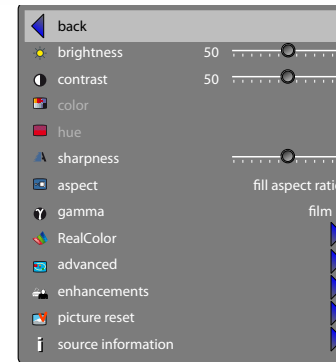 back
brightness 50
contrast 50
color
hue
sharpness
aspect fill aspect ratio
gamma film
RealColor
advanced
enhancements
picture reset
source information